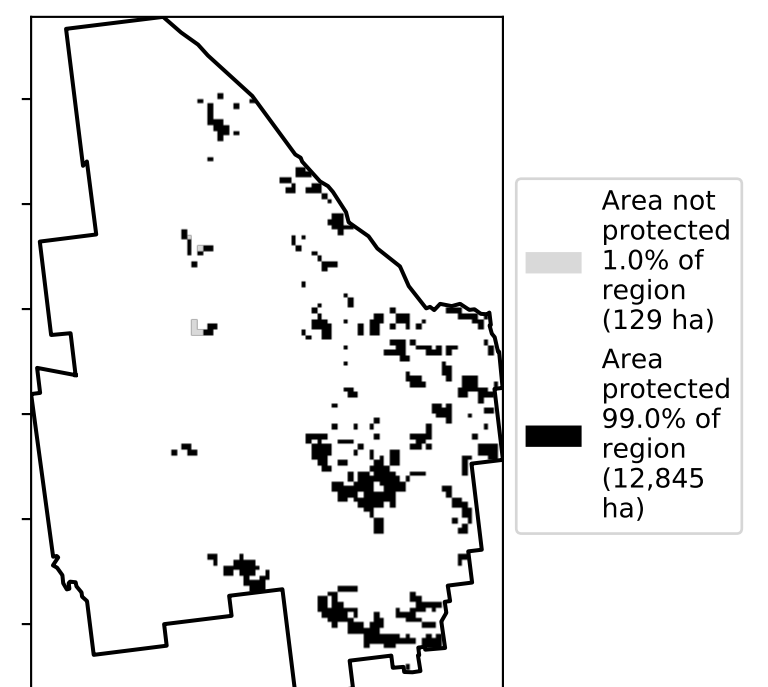 Area not
protected
1.0% of
region
(129 ha)
Area
protected
99.0% of
region
(12,845
ha)